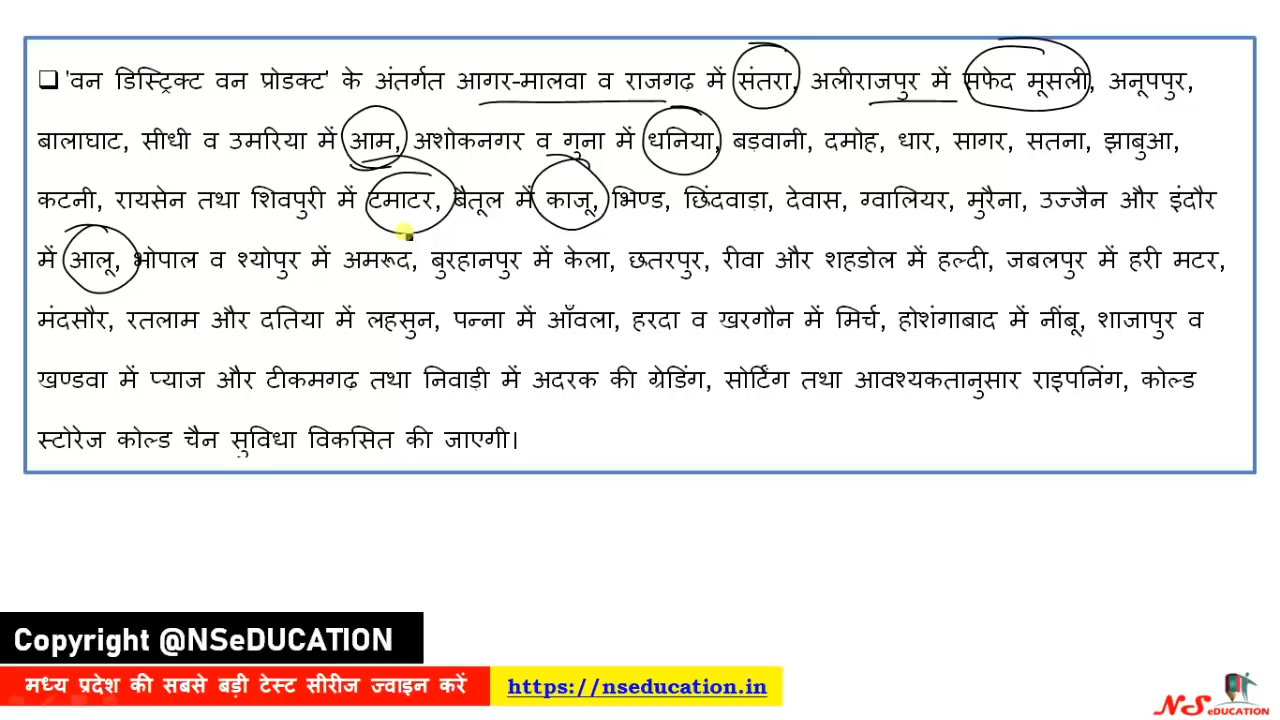 ❑ 'वन डिस्ट्रिक्ट वन प्रोडक्ट' के अंतर्गत आगर-मालवा व राजगढ़ में संतरा, अलीराजपुर में सफेद मूसली, अनूपपुर,
बालाघाट, सीधी व उमरिया में आम, अशोकनगर व गुना में धनिया, बड़वानी, दमोह, धार, सागर, सतना, झाबुआ,
कटनी, रायसेन तथा शिवपुरी में टमाटर, बैतूल में काजू, भिण्ड, छिंदवाड़ा, देवास, ग्वालियर, मुरैना, उज्जैन और इंदौर
में आलू, भोपाल व श्योपुर में अमरूद, बुरहानपुर में केला, छतरपुर, रीवा और शहडोल में हल्दी, जबलपुर में हरी मटर,
मंदसौर, रतलाम और दतिया में लहसुन, पन्ना में आँवला, हरदा व खरगौन में मिर्च, होशंगाबाद में नींबू, शाजापुर व
खण्डवा में प्याज और टीकमगढ़ तथा निवाड़ी में अदरक की ग्रेडिंग, सोर्टिंग तथा आवश्यकतानुसार राइपनिंग, कोल्ड
स्टोरेज कोल्ड चैन सुविधा विकसित की जाएगी।
Copyright @NSeDUCATION
मध्य प्रदेश की सबसे बड़ी टेस्ट सीरीज ज्वाइन करें https://nseducation.in
NS eDUCATION